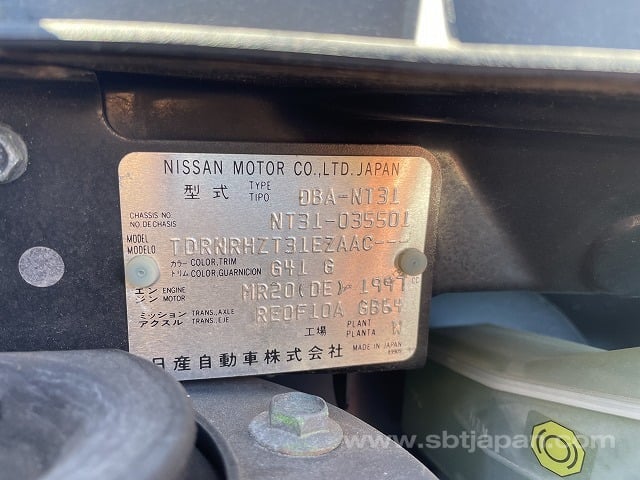 NISSAN MOTOR CO.,LTD. JAPAN
型式 TYPE TIPO DBA-NT31
CHASSIS NO. NO.DE CHASIS NT31-035501
MODEL MODELO TDRNRHZT31EZAAC---
カラー トリム COLOR,TRIM COLOR,GUARNICION G41 G
エンジン ENGINE MOTOR MR20(DE) 1997 CC
ミッション アクスル TRANS.,AXLE TRANS.,EJE RE0F10A GB64
工場 PLANT PLANTA W
日産自動車株式会社 MADE IN JAPAN
www.sbtjapan.com